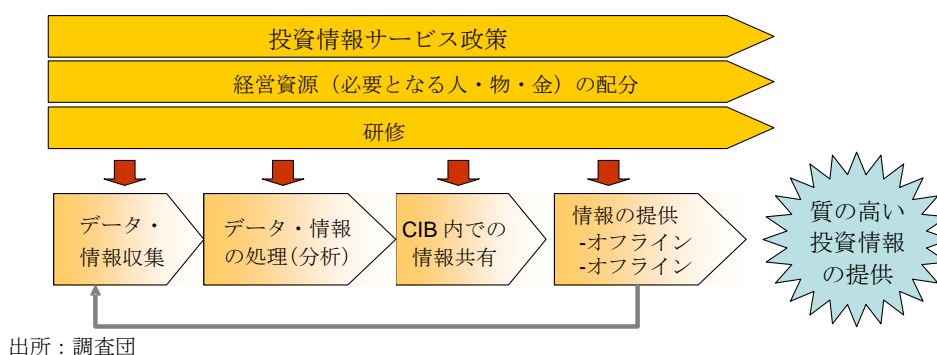 投資情報サービス政策
経営資源（必要となる人・物・金）の配分
研修
データ・
情報収集
データ・情報
の処理(分析)
CIB 内での
情報共有
情報の提供
-オフライン
-オフライン
質の高い
投資情報
の提供
出所：調査団